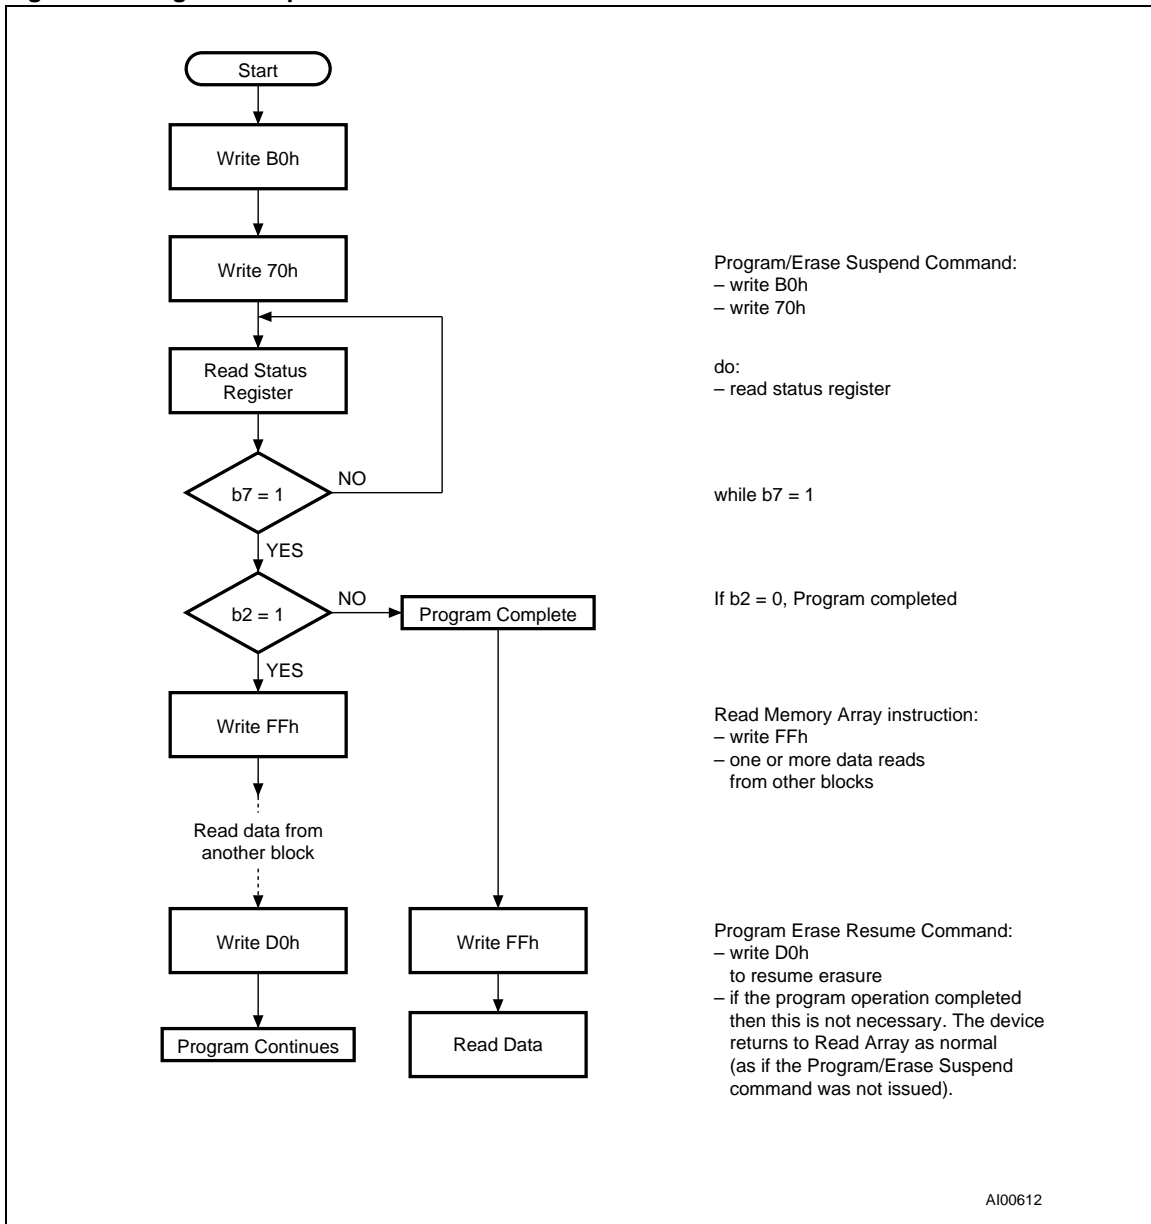 Start
Write B0h
Write 70h
Program/Erase Suspend Command:
– write B0h
– write 70h
Read Status
Register
do:
– read status register
b7 = 1
NO
while b7 = 1
YES
b2 = 1
NO
Program Complete
If b2 = 0, Program completed
YES
Write FFh
Read Memory Array instruction:
– write FFh
– one or more data reads
from other blocks
Read data from
another block
Write D0h
Write FFh
Program Erase Resume Command:
– write D0h
to resume erasure
– if the program operation completed
then this is not necessary. The device
returns to Read Array as normal
(as if the Program/Erase Suspend
command was not issued).
Program Continues
Read Data
AI00612